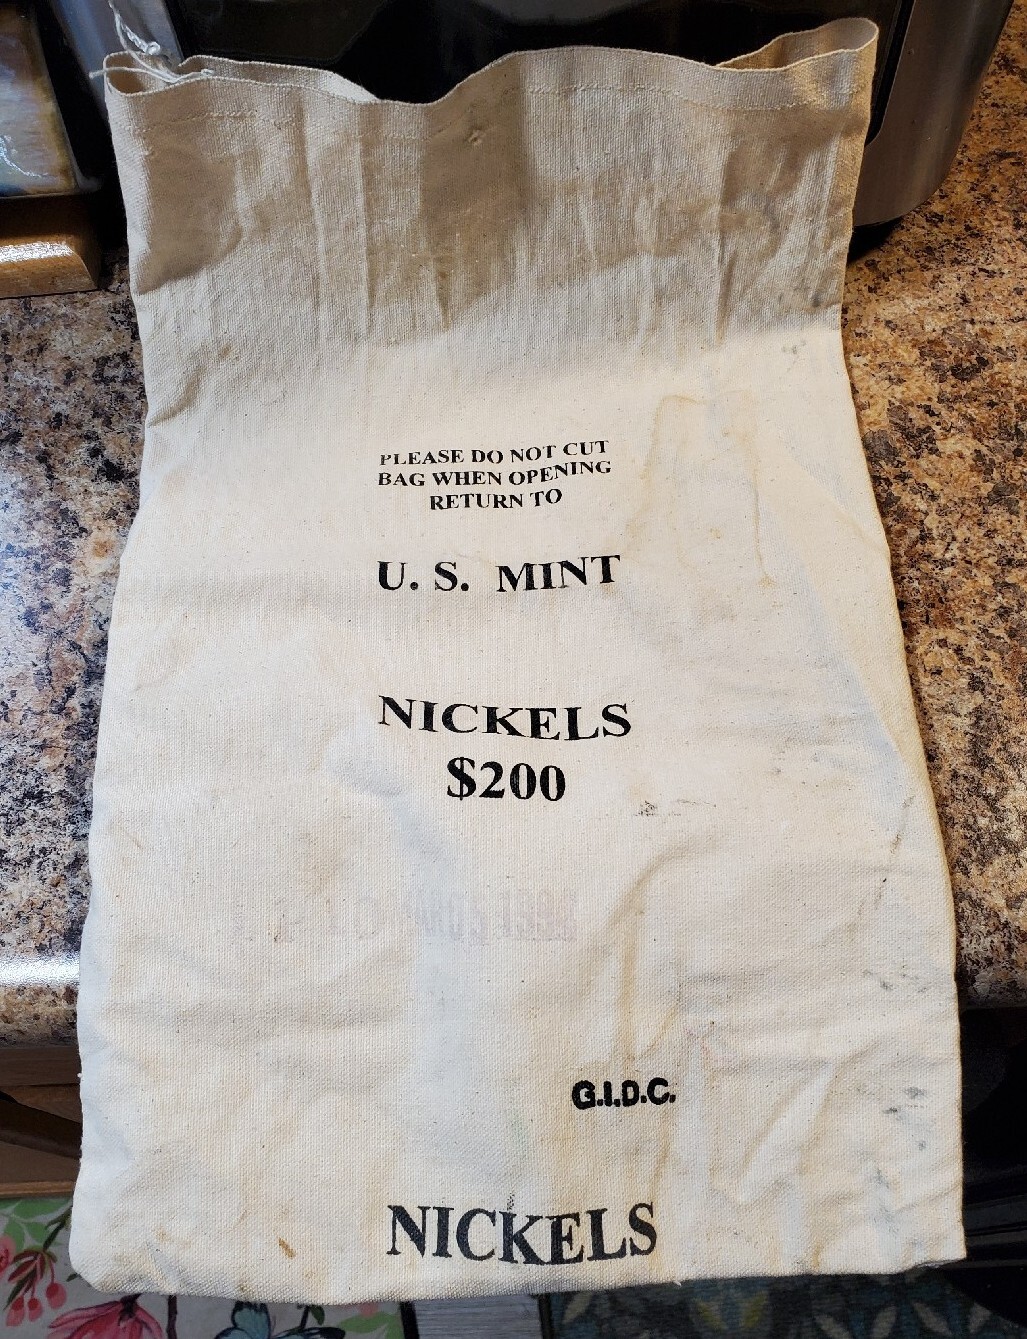 PLEASE DO NOT CUT
BAG WHEN OPENING
RETURN TO
U. S. MINT
NICKELS
$200
G.I.D.C.
NICKELS